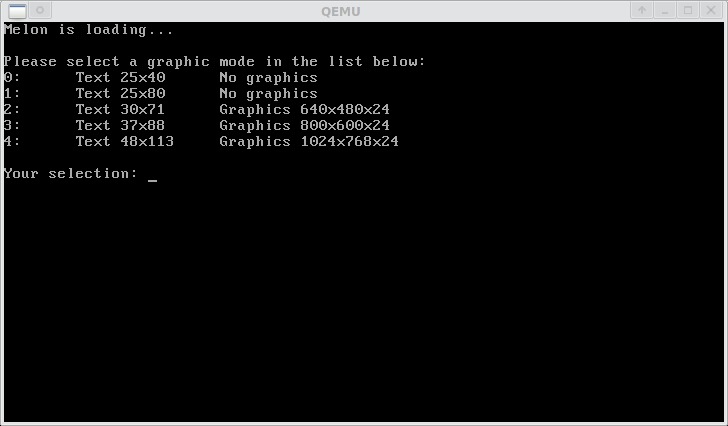 QEMU
Melon is loading...
Please select a graphic mode in the list below:
0:      Text 25x40      No graphics
1:      Text 25x80      No graphics
2:      Text 30x71      Graphics 640x480x24
3:      Text 37x88      Graphics 800x600x24
4:      Text 48x113     Graphics 1024x768x24
Your selection: _